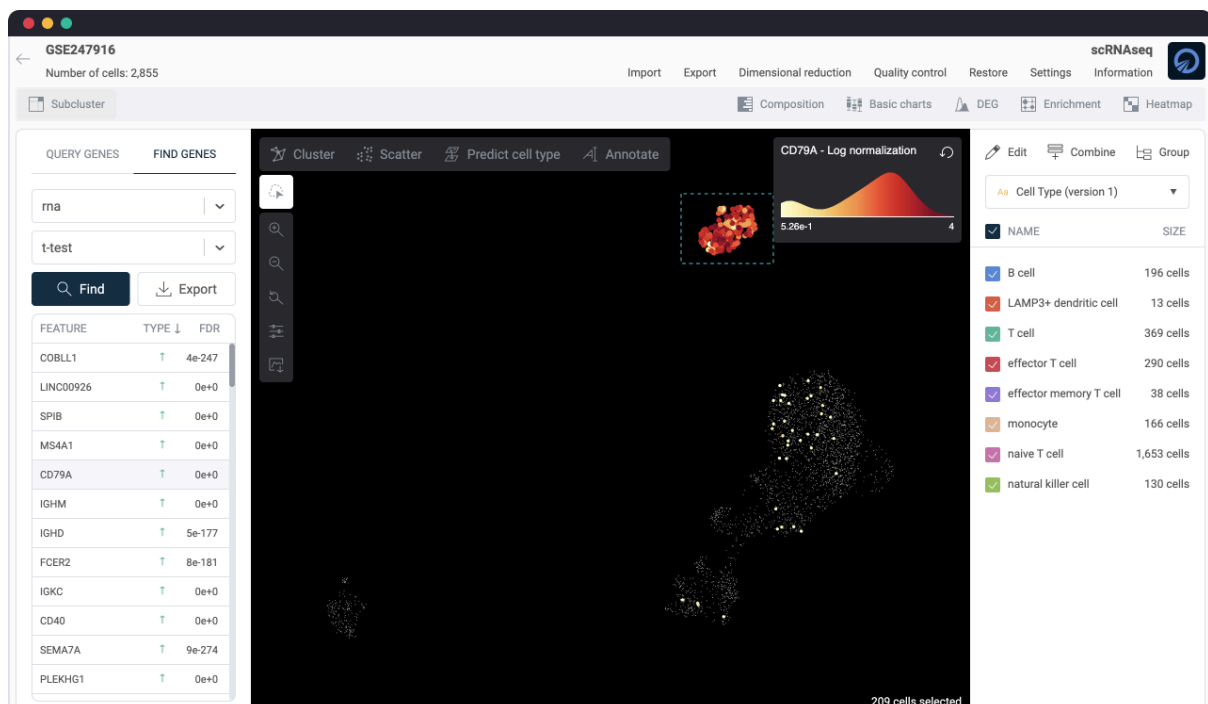 GSE247916
Number of cells: 2,855
scRNAseq
Import Export Dimensional reduction Quality control Restore Settings Information
Subcluster
Composition Basic charts DEG Enrichment Heatmap
QUERY GENES FIND GENES
rna
t-test
Find Export
FEATURE TYPE ↓ FDR
COBLL1 ↑ 4e-247
LINC00926 ↑ 0e+0
SPIB ↑ 0e+0
MS4A1 ↑ 0e+0
CD79A ↑ 0e+0
IGHM ↑ 0e+0
IGHD ↑ 5e-177
FCER2 ↑ 8e-181
IGKC ↑ 0e+0
CD40 ↑ 0e+0
SEMA7A ↑ 9e-274
PLEKHG1 ↑ 0e+0
Cluster Scatter Predict cell type Annotate
CD79A - Log normalization
5.26e-1 4
209 cells selected
Edit Combine Group
Aa Cell Type (version 1)
NAME SIZE
B cell 196 cells
LAMP3+ dendritic cell 13 cells
T cell 369 cells
effector T cell 290 cells
effector memory T cell 38 cells
monocyte 166 cells
naive T cell 1,653 cells
natural killer cell 130 cells